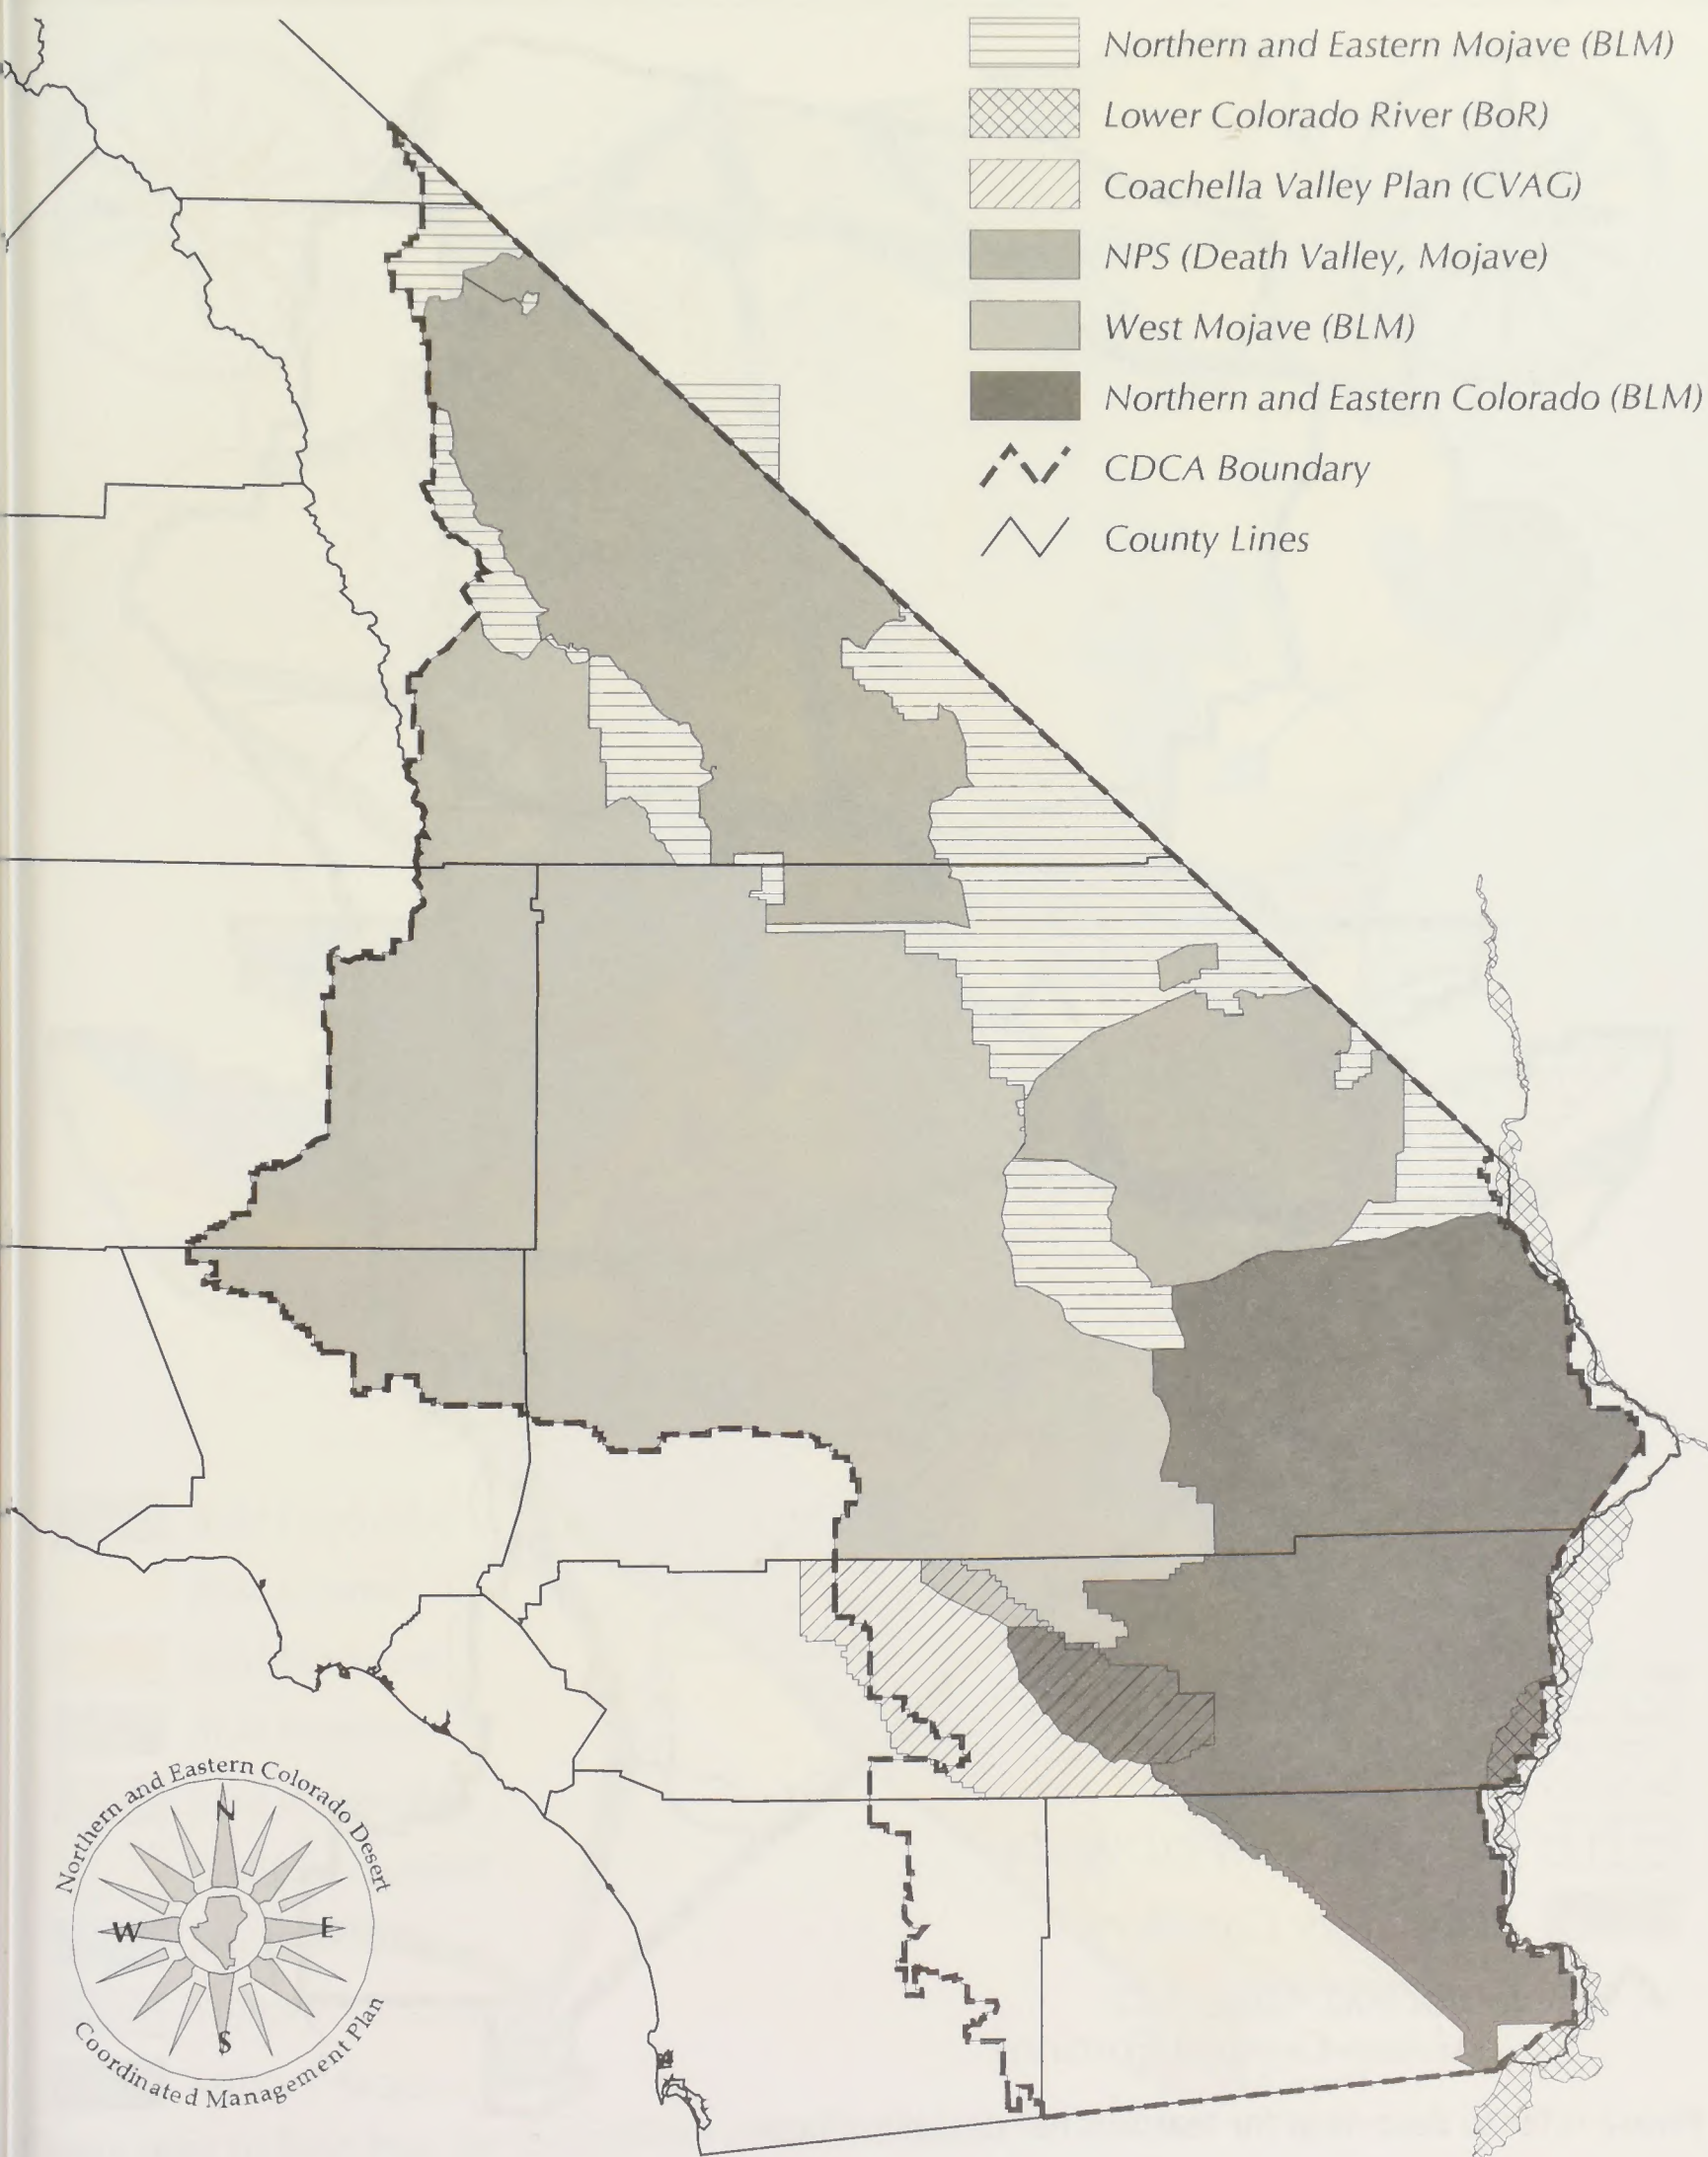 Northern and Eastern Mojave (BLM)
Lower Colorado River (BoR)
Coachella Valley Plan (CVAG)
NPS (Death Valley, Mojave)
West Mojave (BLM)
Northern and Eastern Colorado (BLM)
CDCA Boundary
County Lines
Northern and Eastern Colorado Desert
N
W
E
S
Coordinated Management Plan